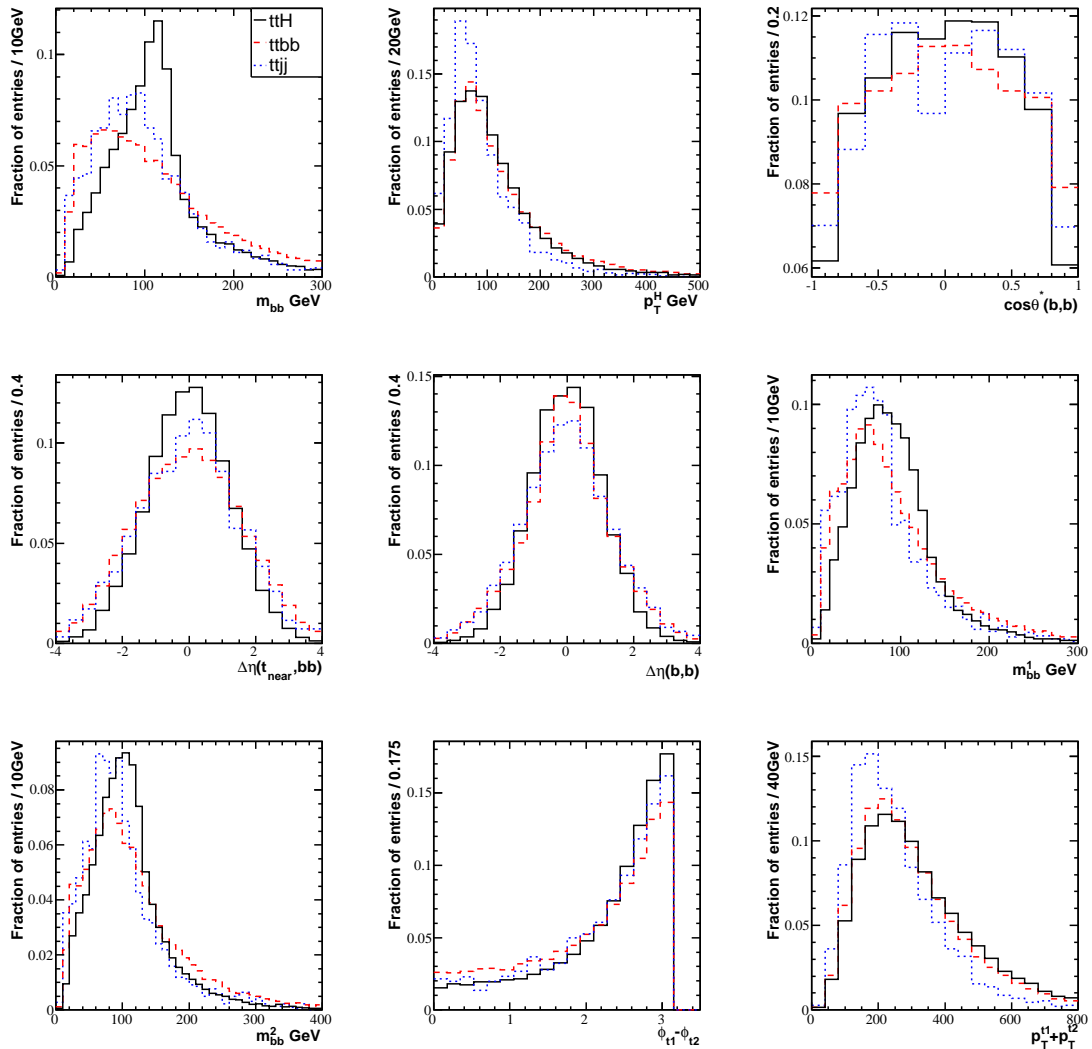 Fraction of entries / 10GeV
0.1
0.05
0
ttH
ttbb
ttjj
0 100 200 300
m_bb GeV
Fraction of entries / 20GeV
0.15
0.1
0.05
0
0 100 200 300 400 500
p_T^H GeV
Fraction of entries / 0.2
0.12
0.1
0.08
0.06
-1 -0.5 0 0.5 1
cosθ*(b,b)
Fraction of entries / 0.4
0.1
0.05
0
-4 -2 0 2 4
Δη(t_near,bb)
Fraction of entries / 0.4
0.15
0.1
0.05
0
-4 -2 0 2 4
Δη(b,b)
Fraction of entries / 10GeV
0.1
0.05
0
0 100 200 300
m_bb^1 GeV
Fraction of entries / 10GeV
0.08
0.06
0.04
0.02
0
0 100 200 300 400
m_bb^2 GeV
Fraction of entries / 0.175
0.15
0.1
0.05
0
0 1 2 3
ϕ_t1-ϕ_t2
Fraction of entries / 40GeV
0.15
0.1
0.05
0
0 200 400 600 800
p_T^t1+p_T^t2